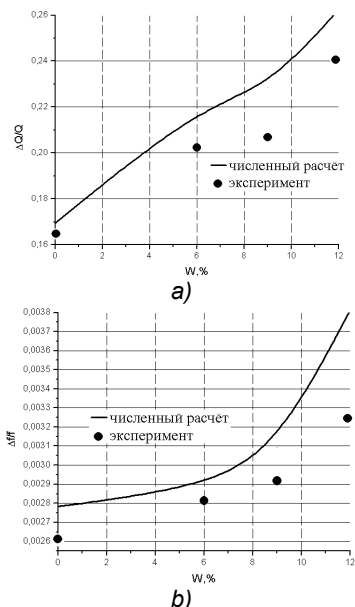 0,26
0,24
0,22
0,20
0,18
0,16
ΔQ/Q
численный расчёт
эксперимент
0 2 4 6 8 10 12
W,%
а)
0,0038
0,0037
0,0036
0,0035
0,0034
0,0033
0,0032
0,0031
0,0030
0,0029
0,0028
0,0027
0,0026
Δf/f
численный расчёт
эксперимент
0 2 4 6 8 10 12
W,%
b)